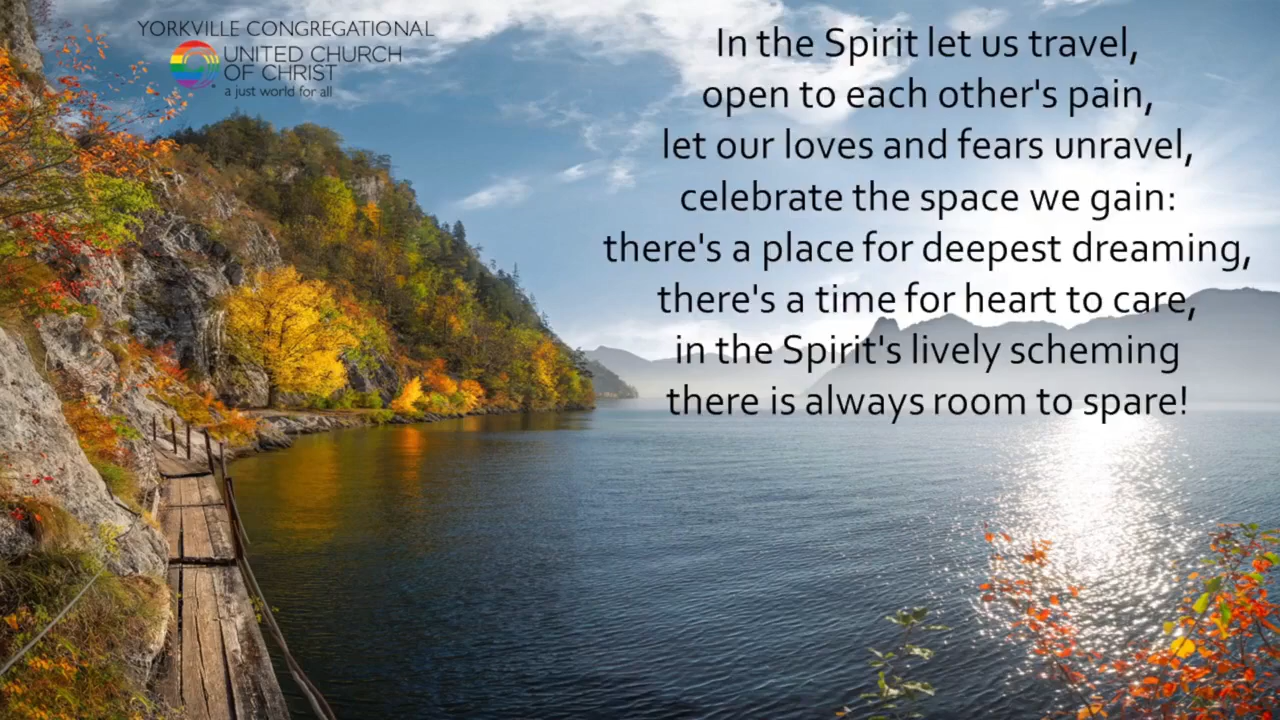 YORKVILLE CONGREGATIONAL
UNITED CHURCH
OF CHRIST
a just world for all
In the Spirit let us travel,
open to each other's pain,
let our loves and fears unravel,
celebrate the space we gain:
there's a place for deepest dreaming,
there's a time for heart to care,
in the Spirit's lively scheming
there is always room to spare!